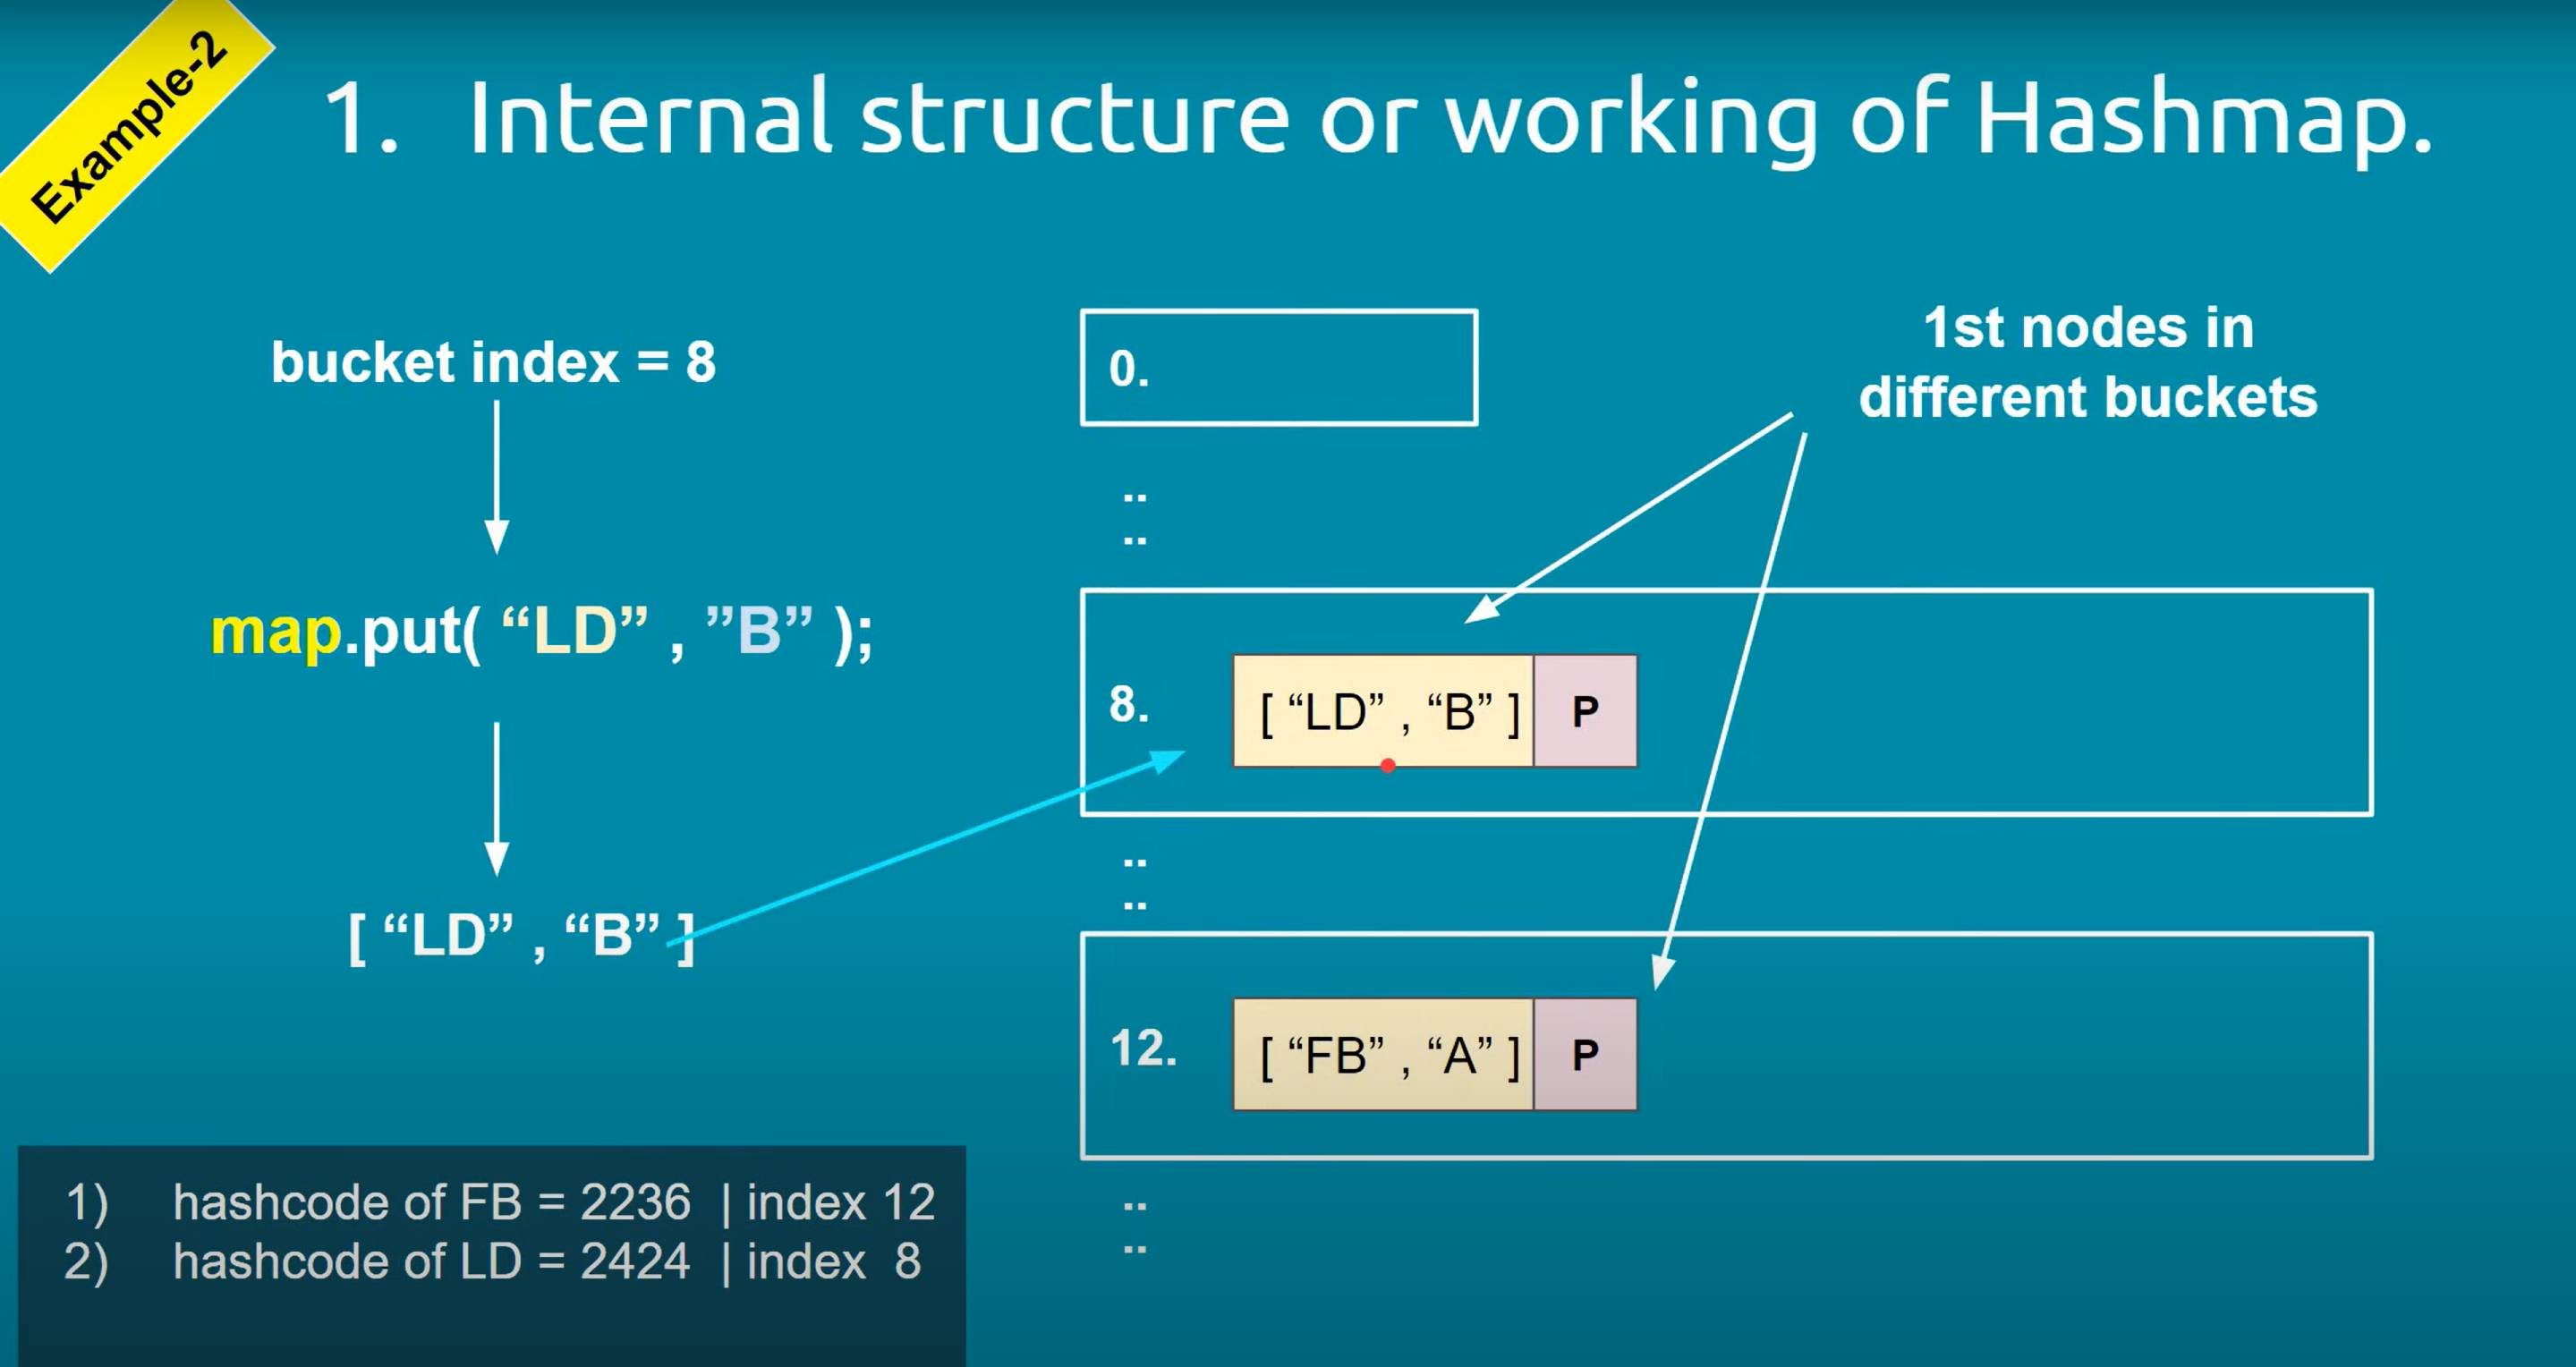 Example-2
1. Internal structure or working of Hashmap.
bucket index = 8
map.put( “LD” , ”B” );
[ “LD” , “B” ]
0.
..
..
1st nodes in
different buckets
8. [ “LD” , “B” ] P
..
..
12. [ “FB” , “A” ] P
..
..
1) hashcode of FB = 2236 | index 12
2) hashcode of LD = 2424 | index 8